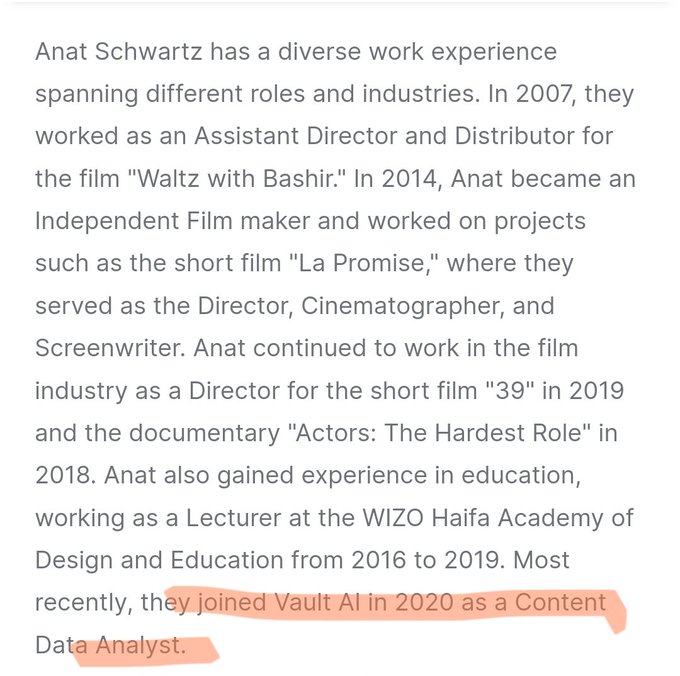 Anat Schwartz has a diverse work experience
spanning different roles and industries. In 2007, they
worked as an Assistant Director and Distributor for
the film "Waltz with Bashir." In 2014, Anat became an
Independent Film maker and worked on projects
such as the short film "La Promise," where they
served as the Director, Cinematographer, and
Screenwriter. Anat continued to work in the film
industry as a Director for the short film "39" in 2019
and the documentary "Actors: The Hardest Role" in
2018. Anat also gained experience in education,
working as a Lecturer at the WIZO Haifa Academy of
Design and Education from 2016 to 2019. Most
recently, they joined Vault AI in 2020 as a Content
Data Analyst.